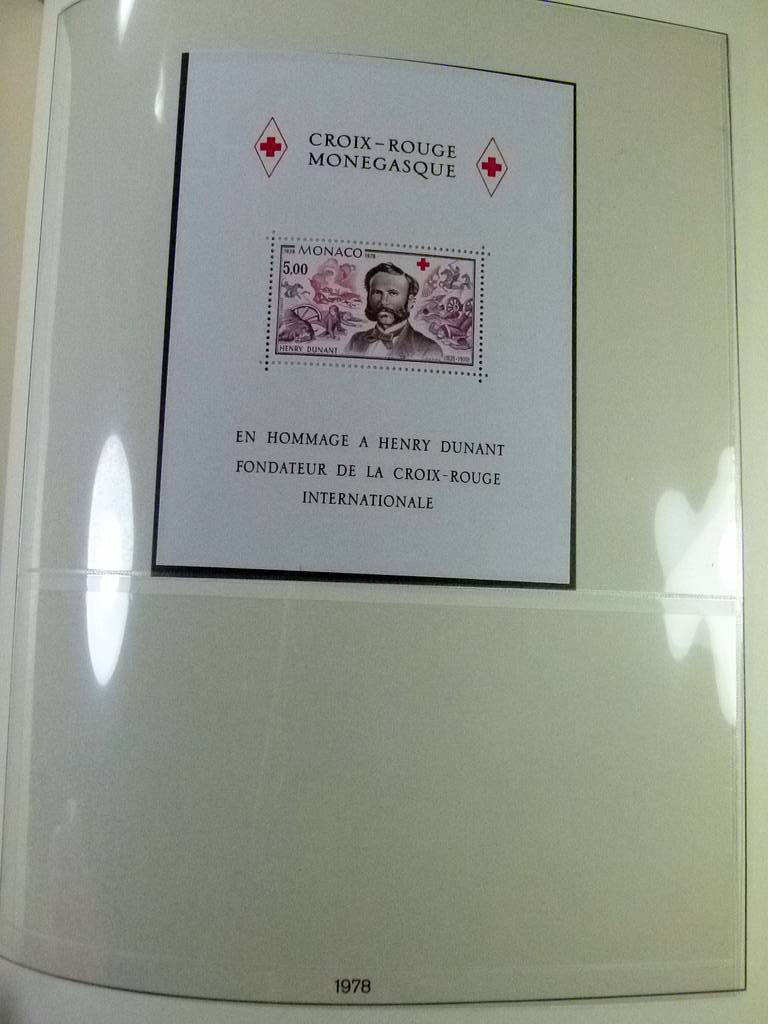 CROIX-ROUGE
MONEGASQUE
MONACO 1978
5,00
HENRY DUNANT
EN HOMMAGE A HENRY DUNANT
FONDATEUR DE LA CROIX-ROUGE
INTERNATIONALE
1978